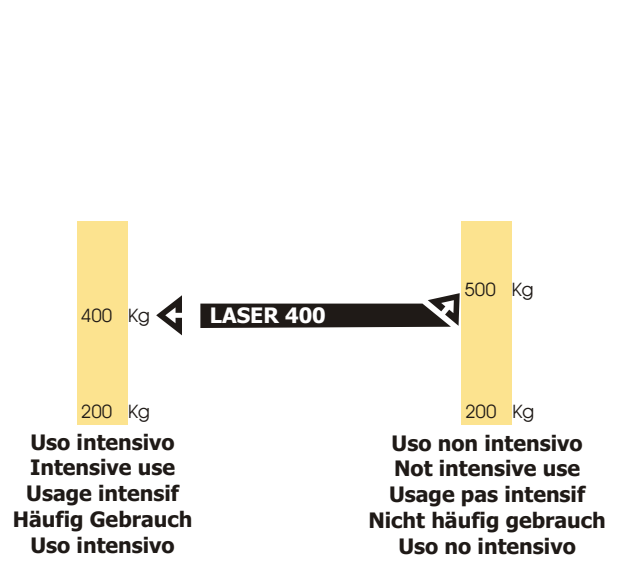 500 Kg
400 Kg
LASER 400
200 Kg
200 Kg
Uso intensivo
Intensive use
Usage intensif
Häufig Gebrauch
Uso intensivo
Uso non intensivo
Not intensive use
Usage pas intensif
Nicht häufig gebrauch
Uso no intensivo